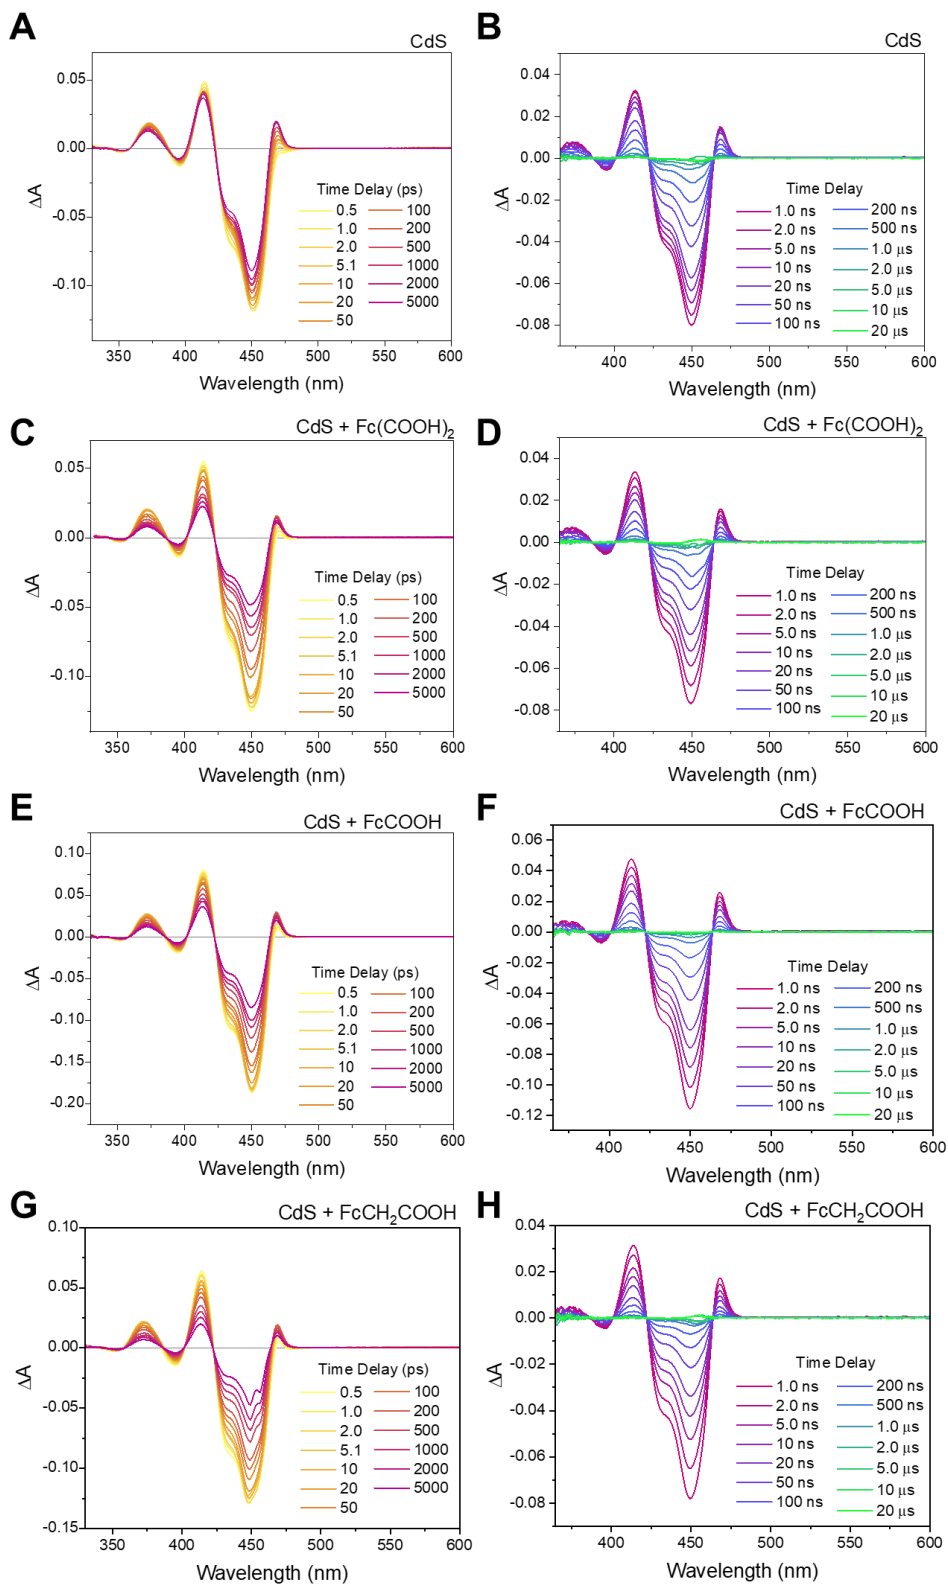 A
CdS
0.05
0.00
-0.05
-0.10
ΔA
Time Delay (ps)
0.5 100
1.0 200
2.0 500
5.1 1000
10 2000
20 5000
50
350 400 450 500 550 600
Wavelength (nm)
B
CdS
0.04
0.02
0.00
-0.02
-0.04
-0.06
-0.08
ΔA
Time Delay
1.0 ns 200 ns
2.0 ns 500 ns
5.0 ns 1.0 μs
10 ns 2.0 μs
20 ns 5.0 μs
50 ns 10 μs
100 ns 20 μs
400 450 500 550 600
Wavelength (nm)
C
CdS + Fc(COOH)₂
0.05
0.00
-0.05
-0.10
ΔA
Time Delay (ps)
0.5 100
1.0 200
2.0 500
5.1 1000
10 2000
20 5000
50
350 400 450 500 550 600
Wavelength (nm)
D
CdS + Fc(COOH)₂
0.04
0.02
0.00
-0.02
-0.04
-0.06
-0.08
ΔA
Time Delay
1.0 ns 200 ns
2.0 ns 500 ns
5.0 ns 1.0 μs
10 ns 2.0 μs
20 ns 5.0 μs
50 ns 10 μs
100 ns 20 μs
400 450 500 550 600
Wavelength (nm)
E
CdS + FcCOOH
0.10
0.05
0.00
-0.05
-0.10
-0.15
-0.20
ΔA
Time Delay (ps)
0.5 100
1.0 200
2.0 500
5.1 1000
10 2000
20 5000
50
350 400 450 500 550 600
Wavelength (nm)
F
CdS + FcCOOH
0.06
0.04
0.02
0.00
-0.02
-0.04
-0.06
-0.08
-0.10
-0.12
ΔA
Time Delay
1.0 ns 200 ns
2.0 ns 500 ns
5.0 ns 1.0 μs
10 ns 2.0 μs
20 ns 5.0 μs
50 ns 10 μs
100 ns 20 μs
400 450 500 550 600
Wavelength (nm)
G
CdS + FcCH₂COOH
0.10
0.05
0.00
-0.05
-0.10
-0.15
ΔA
Time Delay (ps)
0.5 100
1.0 200
2.0 500
5.1 1000
10 2000
20 5000
50
350 400 450 500 550 600
Wavelength (nm)
H
CdS + FcCH₂COOH
0.04
0.02
0.00
-0.02
-0.04
-0.06
-0.08
ΔA
Time Delay
1.0 ns 200 ns
2.0 ns 500 ns
5.0 ns 1.0 μs
10 ns 2.0 μs
20 ns 5.0 μs
50 ns 10 μs
100 ns 20 μs
400 450 500 550 600
Wavelength (nm)